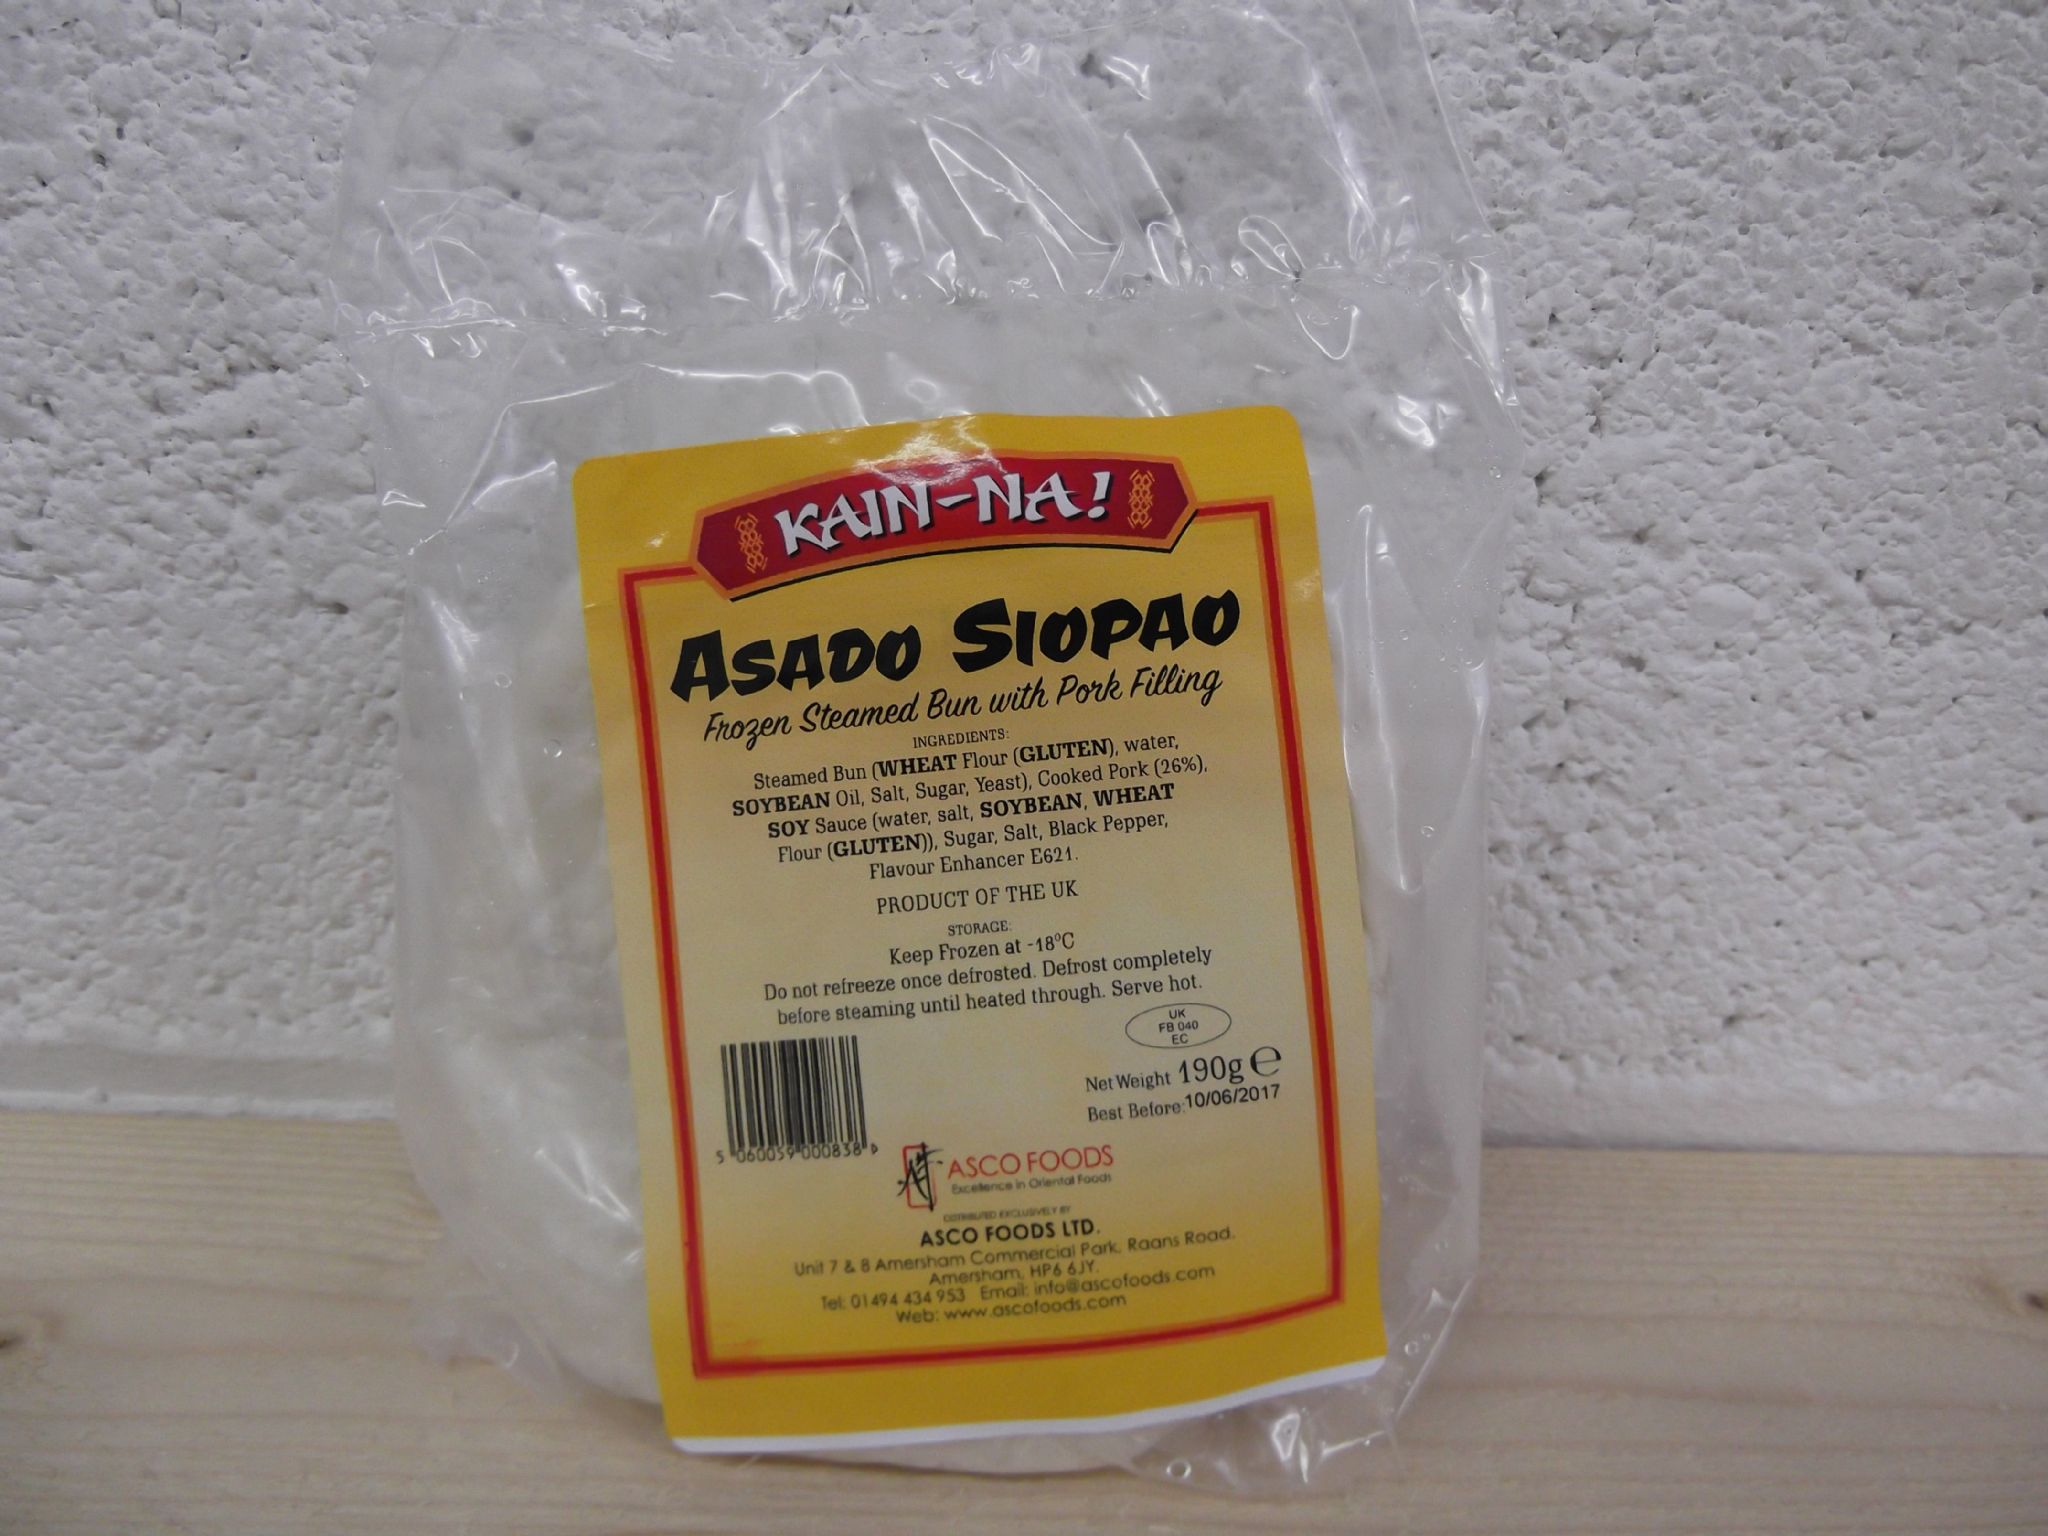 KAIN-NA!
ASADO SIOPAO
Frozen Steamed Bun with Pork Filling
INGREDIENTS:
Steamed Bun (WHEAT Flour (GLUTEN), water,
SOYBEAN Oil, Salt, Sugar, Yeast), Cooked Pork (26%),
SOY Sauce (water, salt, SOYBEAN, WHEAT
Flour (GLUTEN)), Sugar, Salt, Black Pepper,
Flavour Enhancer E621.
PRODUCT OF THE UK
STORAGE:
Keep Frozen at -18°C
Do not refreeze once defrosted. Defrost completely
before steaming until heated through. Serve hot.
UK
FB 040
EC
Net Weight 190g ℮
Best Before: 10/06/2017
5 060059 000838
ASCO FOODS
Excellence in Oriental Foods
DISTRIBUTED EXCLUSIVELY BY
ASCO FOODS LTD.
Unit 7 & 8 Amersham Commercial Park, Raans Road.
Amersham, HP6 6JY.
Tel: 01494 434 953 Email: info@ascofoods.com
Web: www.ascofoods.com